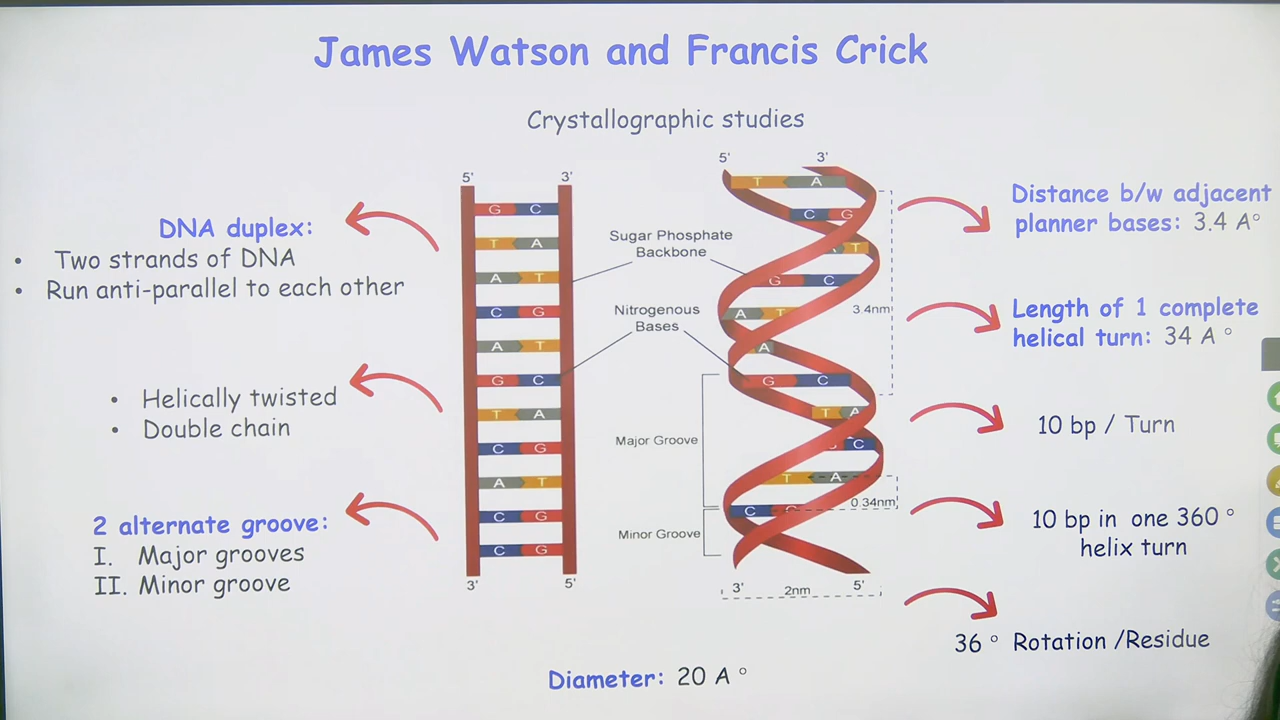 James Watson and Francis Crick
Crystallographic studies
DNA duplex:
• Two strands of DNA
• Run anti-parallel to each other
• Helically twisted
• Double chain
2 alternate groove:
I. Major grooves
II. Minor groove
5' 3'
G C
T A
A T
C G
A T
G C
T A
C G
A T
C G
C G
3' 5'
Sugar Phosphate
Backbone
Nitrogenous
Bases
Major Groove
Minor Groove
5' 3'
T A
C G
T
G C
A T
A
G C
T A
C
T A
C
3.4nm
0.34nm
3' 5'
2nm
Distance b/w adjacent
planner bases: 3.4 A°
Length of 1 complete
helical turn: 34 A °
10 bp / Turn
10 bp in one 360 °
helix turn
36 ° Rotation /Residue
Diameter: 20 A °